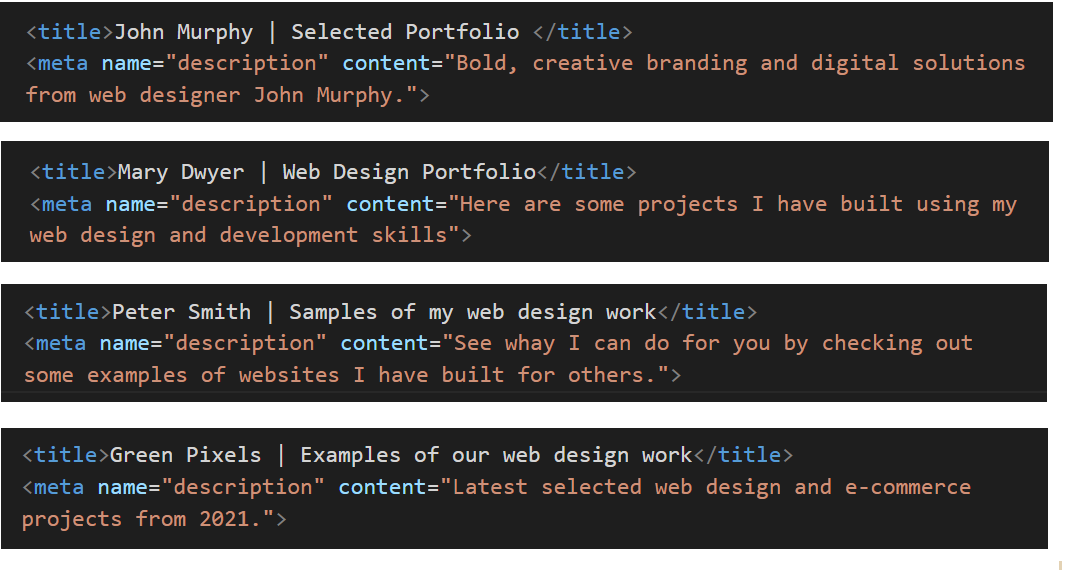 <title>John Murphy | Selected Portfolio </title>
<meta name="description" content="Bold, creative branding and digital solutions
from web designer John Murphy.">
<title>Mary Dwyer | Web Design Portfolio</title>
<meta name="description" content="Here are some projects I have built using my
web design and development skills">
<title>Peter Smith | Samples of my web design work</title>
<meta name="description" content="See whay I can do for you by checking out
some examples of websites I have built for others.">
<title>Green Pixels | Examples of our web design work</title>
<meta name="description" content="Latest selected web design and e-commerce
projects from 2021.">